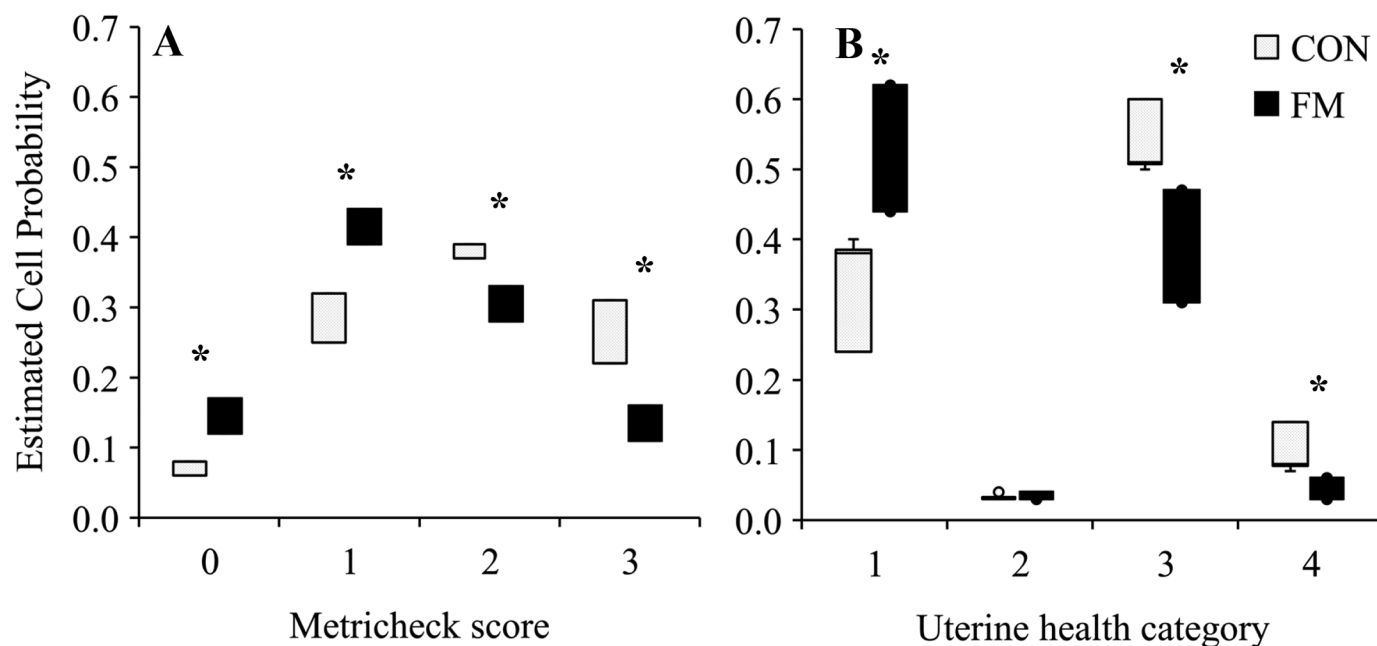 A
Estimated Cell Probability
0.7
0.6
0.5
0.4
0.3
0.2
0.1
0.0
*
*
*
*
0 1 2 3
Metricheck score
B
CON
FM
0.7
0.6
0.5
0.4
0.3
0.2
0.1
0.0
*
*
*
1 2 3 4
Uterine health category